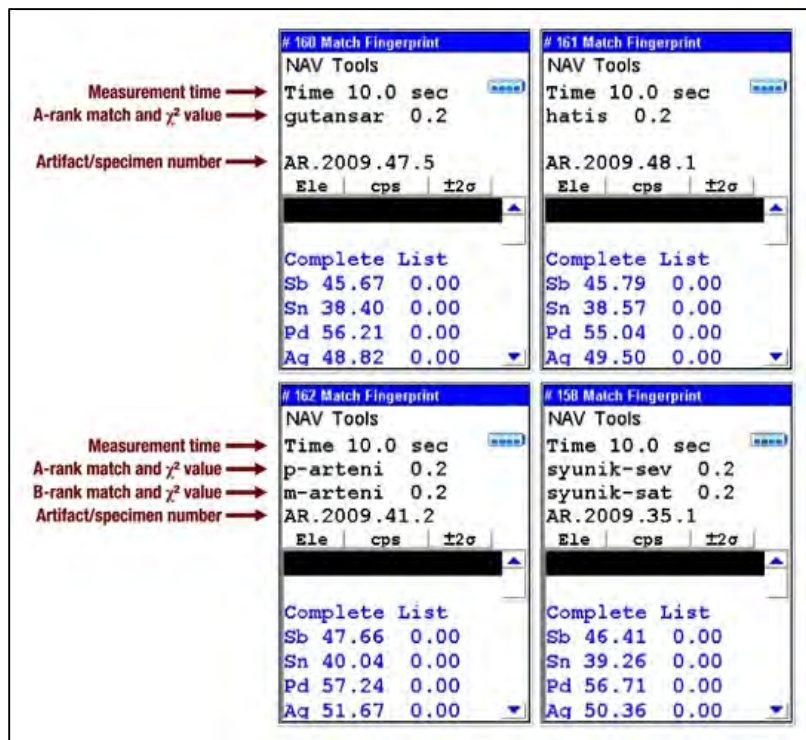 # 160 Match Fingerprint
NAV Tools
Measurement time
Time 10.0 sec
A-rank match and χ² value
gutansar 0.2
Artifact/specimen number
AR.2009.47.5
Ele cps ±2σ
Complete List
Sb 45.67 0.00
Sn 38.40 0.00
Pd 56.21 0.00
Ag 48.82 0.00
# 161 Match Fingerprint
NAV Tools
Time 10.0 sec
hatis 0.2
AR.2009.48.1
Ele cps ±2σ
Complete List
Sb 45.79 0.00
Sn 38.57 0.00
Pd 55.04 0.00
Ag 49.50 0.00
# 162 Match Fingerprint
NAV Tools
Measurement time
Time 10.0 sec
A-rank match and χ² value
p-arteni 0.2
B-rank match and χ² value
m-arteni 0.2
Artifact/specimen number
AR.2009.41.2
Ele cps ±2σ
Complete List
Sb 47.66 0.00
Sn 40.04 0.00
Pd 57.24 0.00
Ag 51.67 0.00
# 158 Match Fingerprint
NAV Tools
Time 10.0 sec
syunik-sev 0.2
syunik-sat 0.2
AR.2009.35.1
Ele cps ±2σ
Complete List
Sb 46.41 0.00
Sn 39.26 0.00
Pd 56.71 0.00
Ag 50.36 0.00